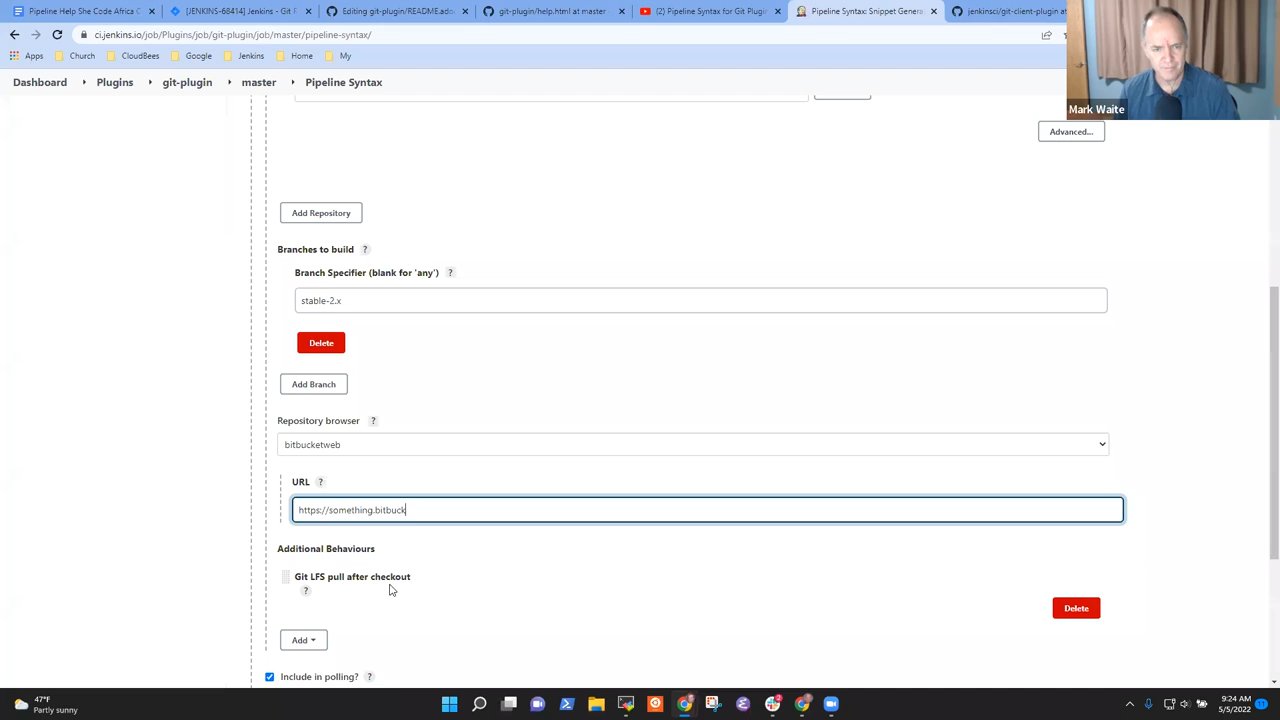 Pipeline Help She Code Africa C
[JENKINS-68414] Jenkins - Git F
Editing git-plugin/README.adoc
git-plugin/help.html at master
Pipeline Syntax for Git Plugin
Pipeline Syntax: Snippet Genera
jenkinsci/git-client-plugin at
ci.jenkins.io/job/Plugins/job/git-plugin/job/master/pipeline-syntax/
Apps
Church
CloudBees
Google
Jenkins
Home
My
Dashboard
Plugins
git-plugin
master
Pipeline Syntax
Mark Waite
Advanced...
Add Repository
Branches to build ?
Branch Specifier (blank for 'any') ?
stable-2.x
Delete
Add Branch
Repository browser ?
bitbucketweb
URL ?
https://something.bitbuck
Additional Behaviours
Git LFS pull after checkout
?
Delete
Add
Include in polling? ?
47°F
Partly sunny
9:24 AM
5/5/2022